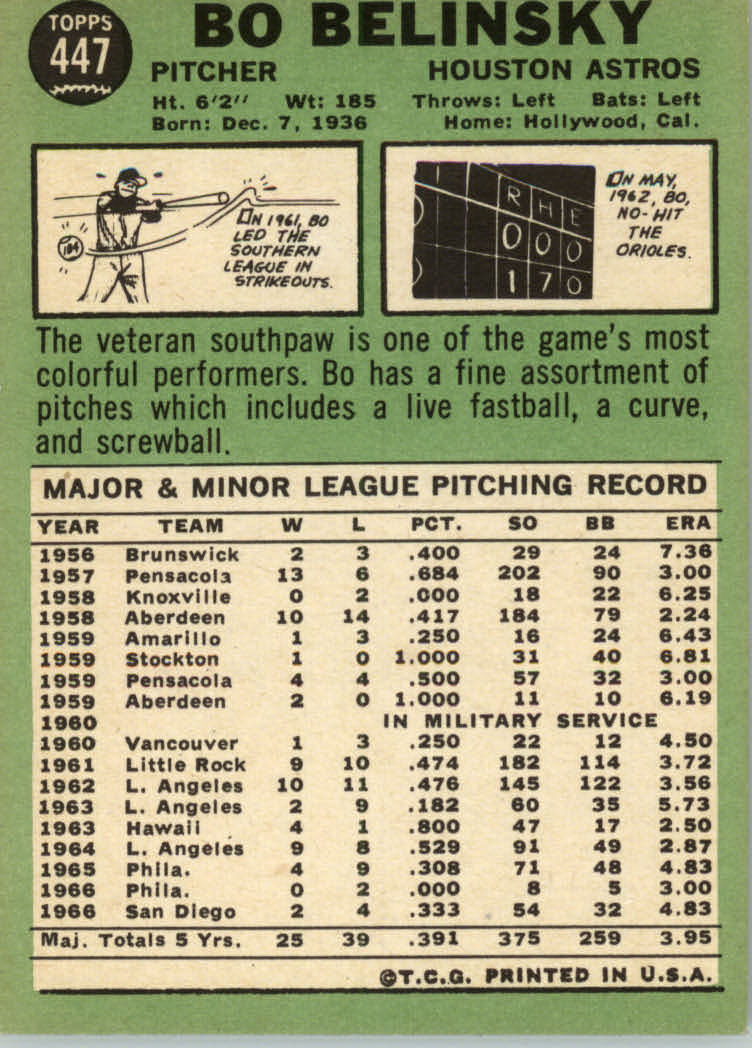 TOPPS
447
BO BELINSKY
PITCHER HOUSTON ASTROS
Ht. 6'2" Wt: 185 Throws: Left Bats: Left
Born: Dec. 7, 1936 Home: Hollywood, Cal.
184
ON 1961, BO
LED THE
SOUTHERN
LEAGUE IN
STRIKEOUTS.
R H E
0 0 0
1 7 0
ON MAY,
1962, BO,
NO-HIT
THE
ORIOLES.
The veteran southpaw is one of the game's most
colorful performers. Bo has a fine assortment of
pitches which includes a live fastball, a curve,
and screwball.
MAJOR & MINOR LEAGUE PITCHING RECORD
YEAR TEAM W L PCT. SO BB ERA
1956 Brunswick 2 3 .400 29 24 7.36
1957 Pensacola 13 6 .684 202 90 3.00
1958 Knoxville 0 2 .000 18 22 6.25
1958 Aberdeen 10 14 .417 184 79 2.24
1959 Amarillo 1 3 .250 16 24 6.43
1959 Stockton 1 0 1.000 31 40 6.81
1959 Pensacola 4 4 .500 57 32 3.00
1959 Aberdeen 2 0 1.000 11 10 6.19
1960 IN MILITARY SERVICE
1960 Vancouver 1 3 .250 22 12 4.50
1961 Little Rock 9 10 .474 182 114 3.72
1962 L. Angeles 10 11 .476 145 122 3.56
1963 L. Angeles 2 9 .182 60 35 5.73
1963 Hawaii 4 1 .800 47 17 2.50
1964 L. Angeles 9 8 .529 91 49 2.87
1965 Phila. 4 9 .308 71 48 4.83
1966 Phila. 0 2 .000 8 5 3.00
1966 San Diego 2 4 .333 54 32 4.83
Maj. Totals 5 Yrs. 25 39 .391 375 259 3.95
©T.C.G. PRINTED IN U.S.A.